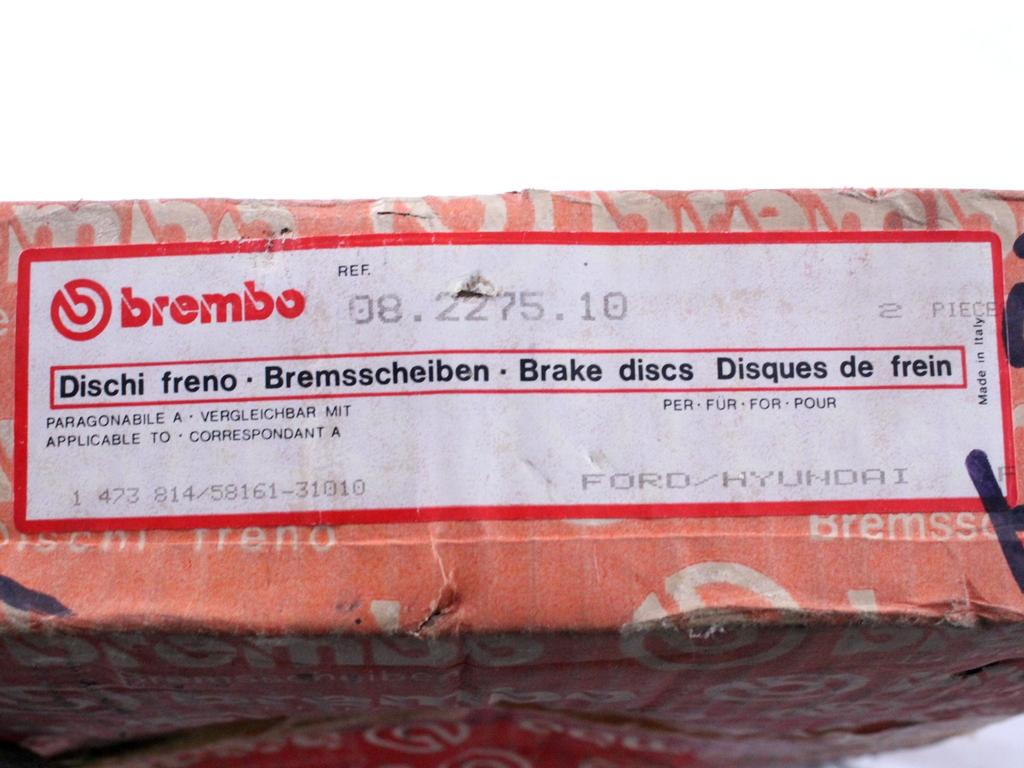 REF.
brembo
08.2275.10
2 PIECE
Dischi freno · Bremsscheiben · Brake discs Disques de frein
Made in Italy
PARAGONABILE A · VERGLEICHBAR MIT
PER · FÜR · FOR · POUR
APPLICABLE TO · CORRESPONDANT A
1 473 814/58161-31010
FORD/HYUNDAI
Dischi freno
Bremssc
brembo